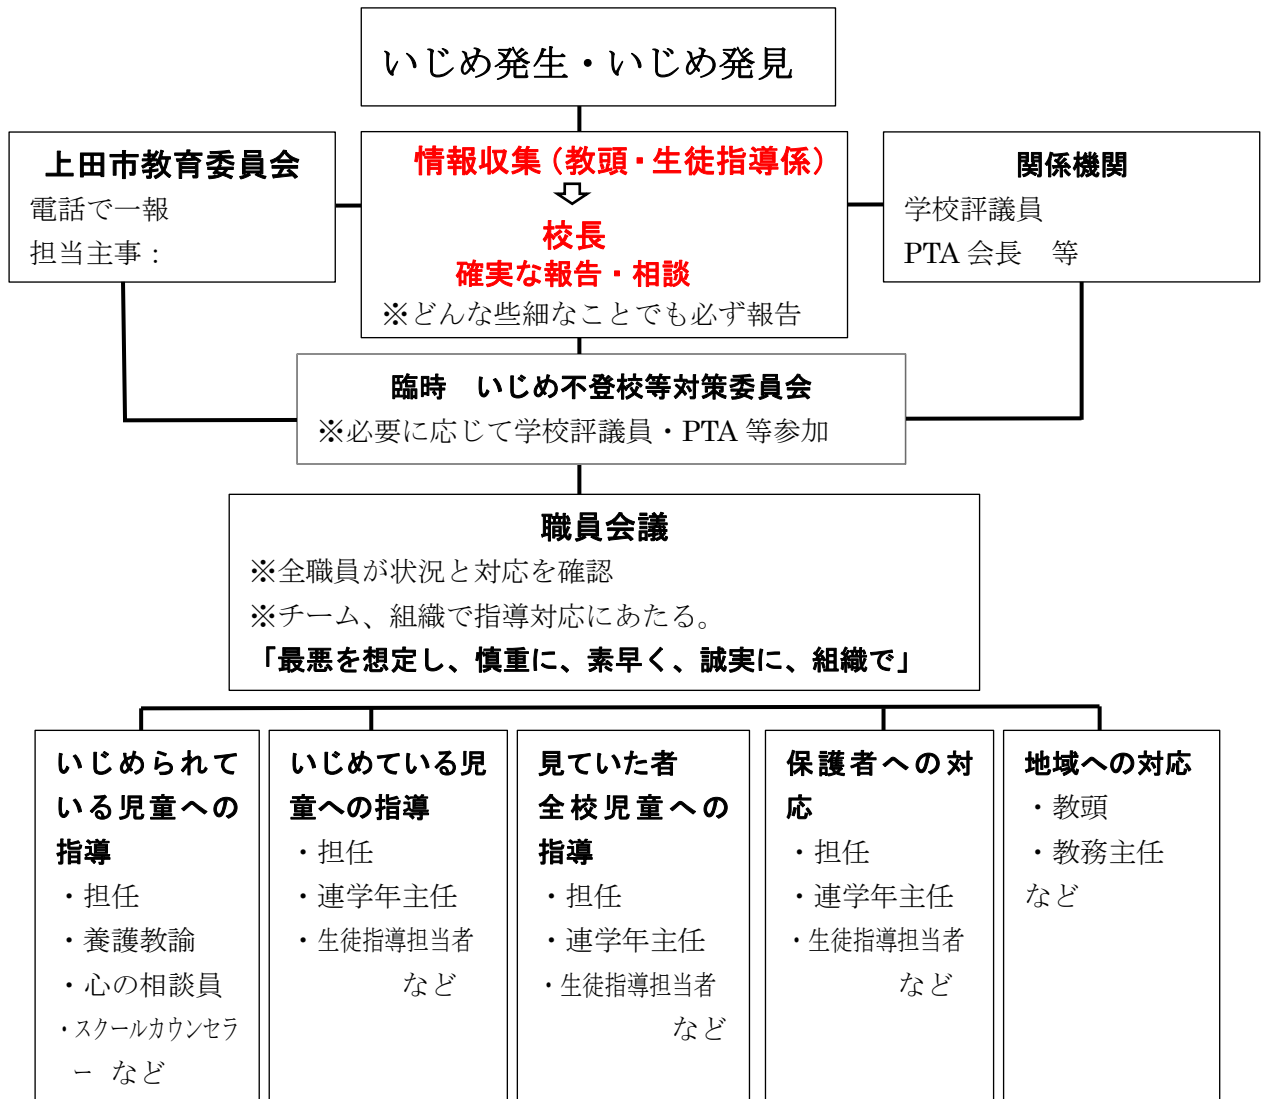 いじめ発生・いじめ発見
上田市教育委員会
電話で一報
担当主事：
情報収集（教頭・生徒指導係）
校長
確実な報告・相談
※どんな些細なことでも必ず報告
関係機関
学校評議員
PTA 会長　等
臨時　いじめ不登校等対策委員会
※必要に応じて学校評議員・PTA 等参加
職員会議
※全職員が状況と対応を確認
※チーム、組織で指導対応にあたる。
「最悪を想定し、慎重に、素早く、誠実に、組織で」
いじめられて
いる児童への
指導
・担任
・養護教諭
・心の相談員
・スクールカウンセラ
ー など
いじめている児
童への指導
・担任
・連学年主任
・生徒指導担当者
など
見ていた者
全校児童への
指導
・担任
・連学年主任
・生徒指導担当者
など
保護者への対
応
・担任
・連学年主任
・生徒指導担当者
など
地域への対応
・教頭
・教務主任
など